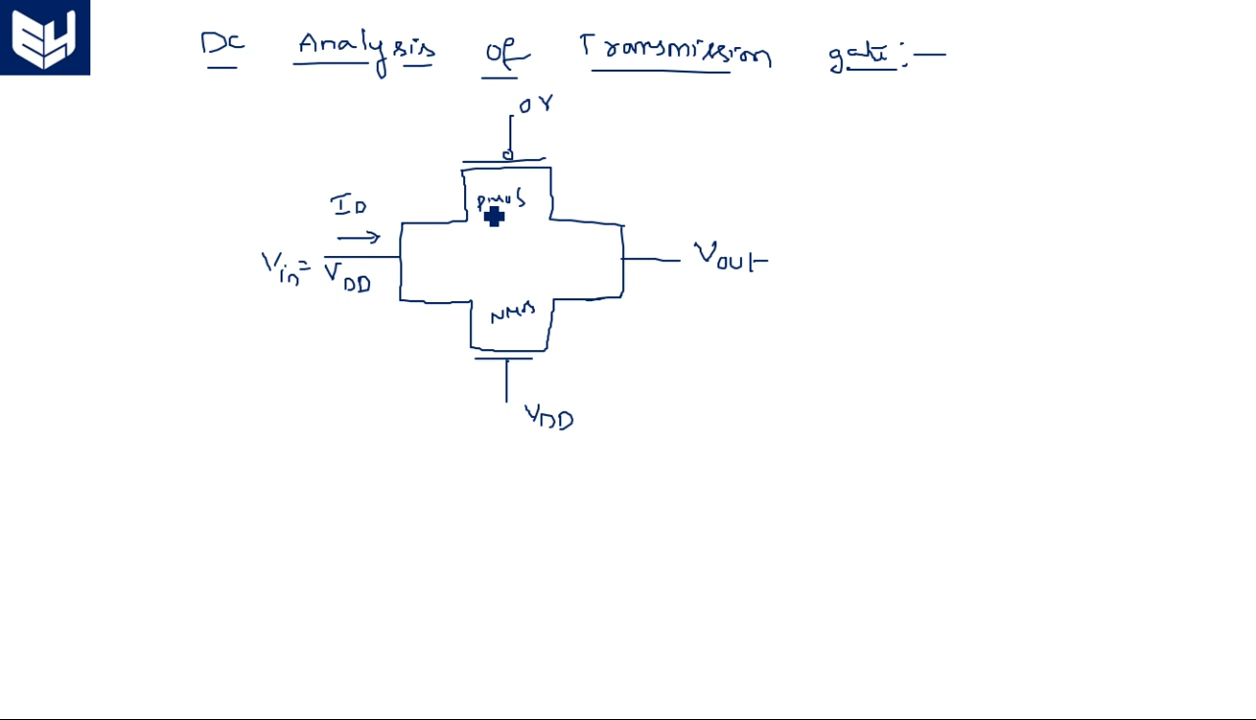 DC Analysis of Transmission gate:-
0V
PMOS
ID
Vin = VDD
Vout
NMOS
VDD